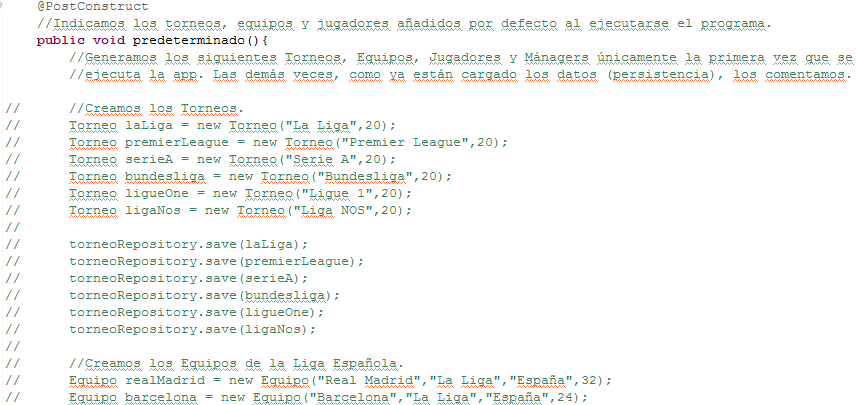 @PostConstruct
//Indicamos los torneos, equipos y jugadores añadidos por defecto al ejecutarse el programa.
public void predeterminado(){
//Generamos los siguientes Torneos, Equipos, Jugadores y Mánagers únicamente la primera vez que se
//ejecuta la app. Las demás veces, como ya están cargado los datos (persistencia), los comentamos.
// //Creamos los Torneos.
// Torneo laLiga = new Torneo("La Liga",20);
// Torneo premierLeague = new Torneo("Premier League",20);
// Torneo serieA = new Torneo("Serie A",20);
// Torneo bundesliga = new Torneo("Bundesliga",20);
// Torneo ligueOne = new Torneo("Ligue 1",20);
// Torneo ligaNos = new Torneo("Liga NOS",20);
//
// torneoRepository.save(laLiga);
// torneoRepository.save(premierLeague);
// torneoRepository.save(serieA);
// torneoRepository.save(bundesliga);
// torneoRepository.save(ligueOne);
// torneoRepository.save(ligaNos);
//
// //Creamos los Equipos de la Liga Española.
// Equipo realMadrid = new Equipo("Real Madrid","La Liga","España",32);
// Equipo barcelona = new Equipo("Barcelona","La Liga","España",24);